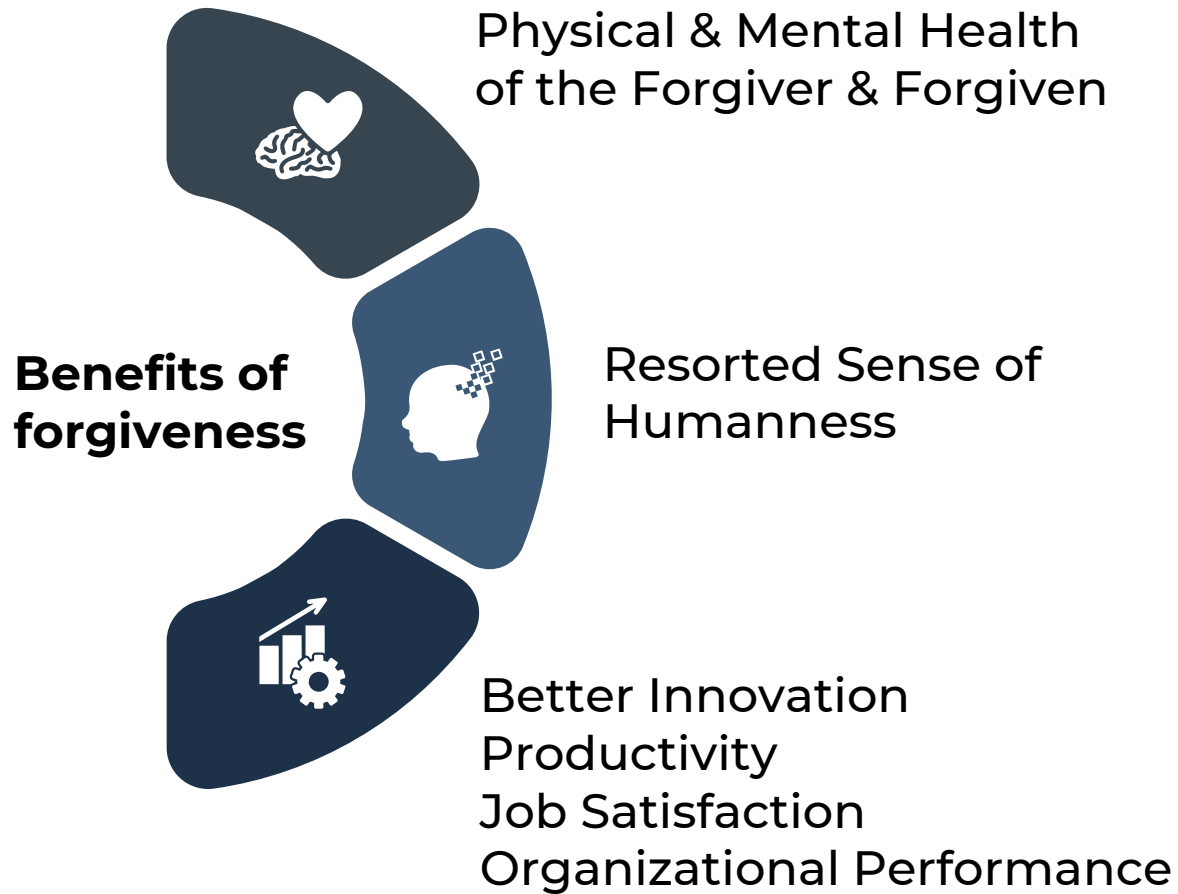 Physical & Mental Health
of the Forgiver & Forgiven
Benefits of
forgiveness
Resorted Sense of
Humanness
Better Innovation
Productivity
Job Satisfaction
Organizational Performance